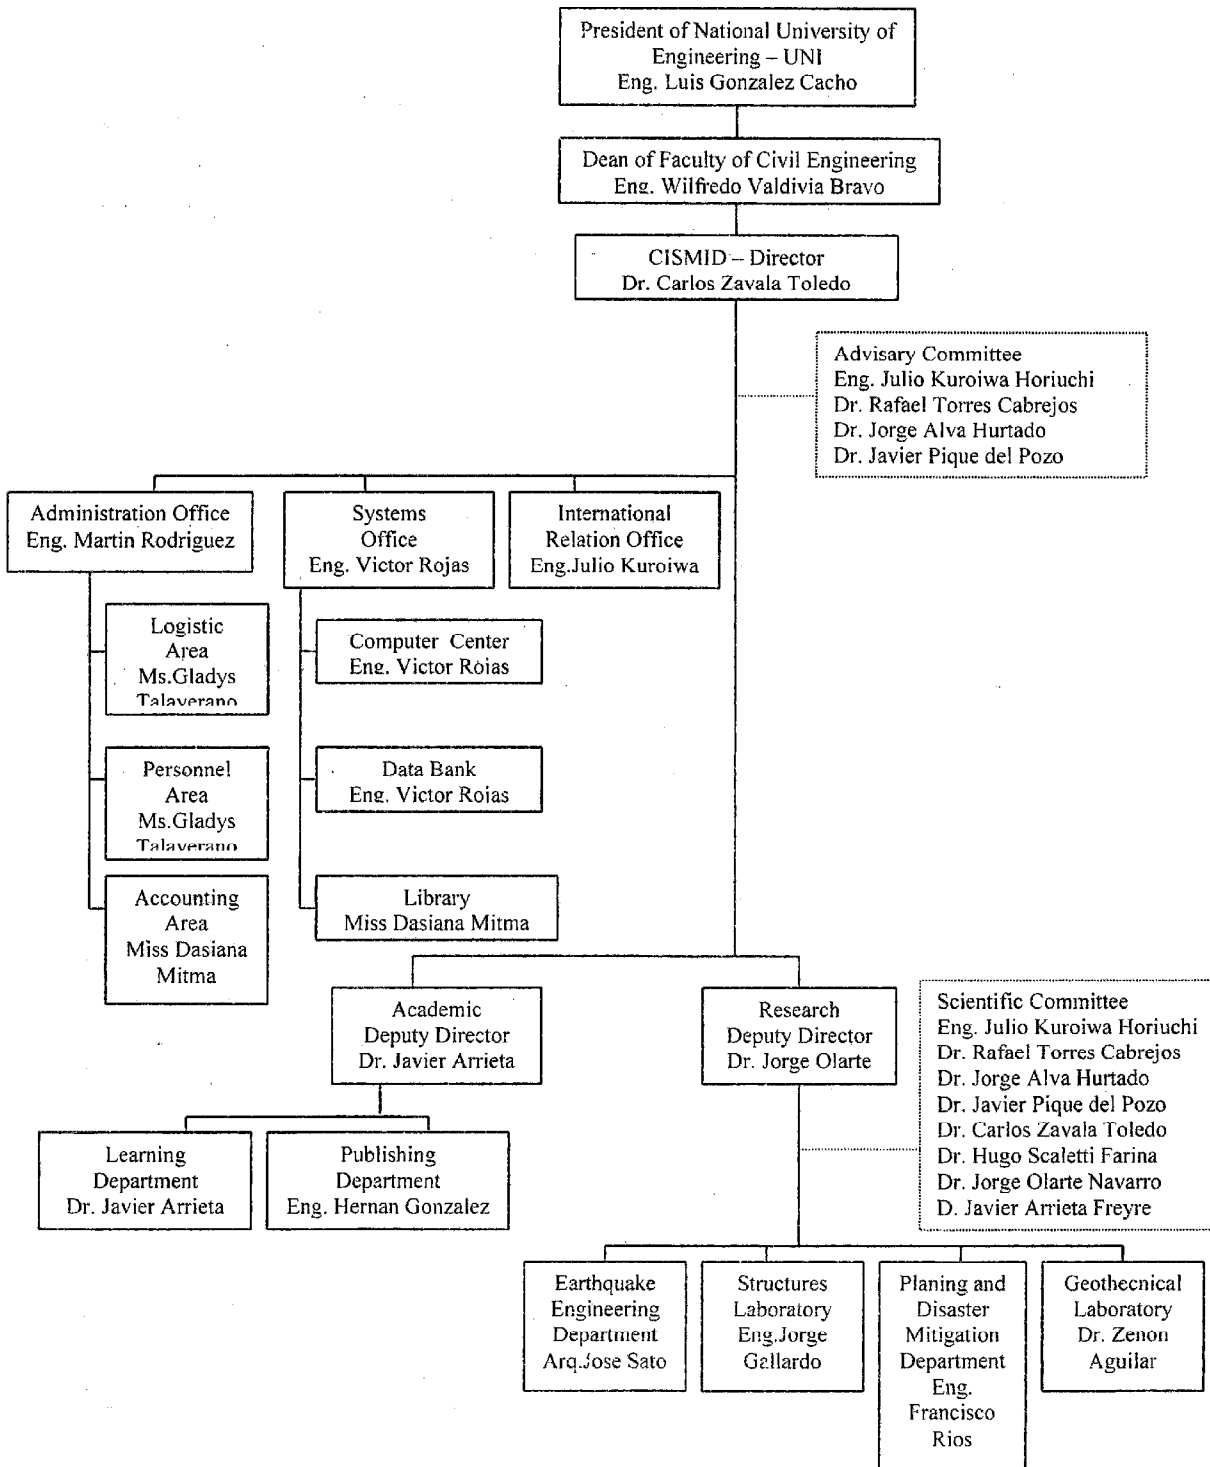 President of National University of
Engineering – UNI
Eng. Luis Gonzalez Cacho
Dean of Faculty of Civil Engineering
Eng. Wilfredo Valdivia Bravo
CISMID – Director
Dr. Carlos Zavala Toledo
Advisary Committee
Eng. Julio Kuroiwa Horiuchi
Dr. Rafael Torres Cabrejos
Dr. Jorge Alva Hurtado
Dr. Javier Pique del Pozo
Administration Office
Eng. Martin Rodriguez
Systems
Office
Eng. Victor Rojas
International
Relation Office
Eng.Julio Kuroiwa
Logistic
Area
Ms.Gladys
Talaverano
Personnel
Area
Ms.Gladys
Talaverano
Accounting
Area
Miss Dasiana
Mitma
Computer Center
Eng. Victor Rojas
Data Bank
Eng. Victor Rojas
Library
Miss Dasiana Mitma
Academic
Deputy Director
Dr. Javier Arrieta
Research
Deputy Director
Dr. Jorge Olarte
Scientific Committee
Eng. Julio Kuroiwa Horiuchi
Dr. Rafael Torres Cabrejos
Dr. Jorge Alva Hurtado
Dr. Javier Pique del Pozo
Dr. Carlos Zavala Toledo
Dr. Hugo Scaletti Farina
Dr. Jorge Olarte Navarro
D. Javier Arrieta Freyre
Learning
Department
Dr. Javier Arrieta
Publishing
Department
Eng. Hernan Gonzalez
Earthquake
Engineering
Department
Arq.Jose Sato
Structures
Laboratory
Eng.Jorge
Gallardo
Planing and
Disaster
Mitigation
Department
Eng.
Francisco
Rios
Geothecnical
Laboratory
Dr. Zenon
Aguilar